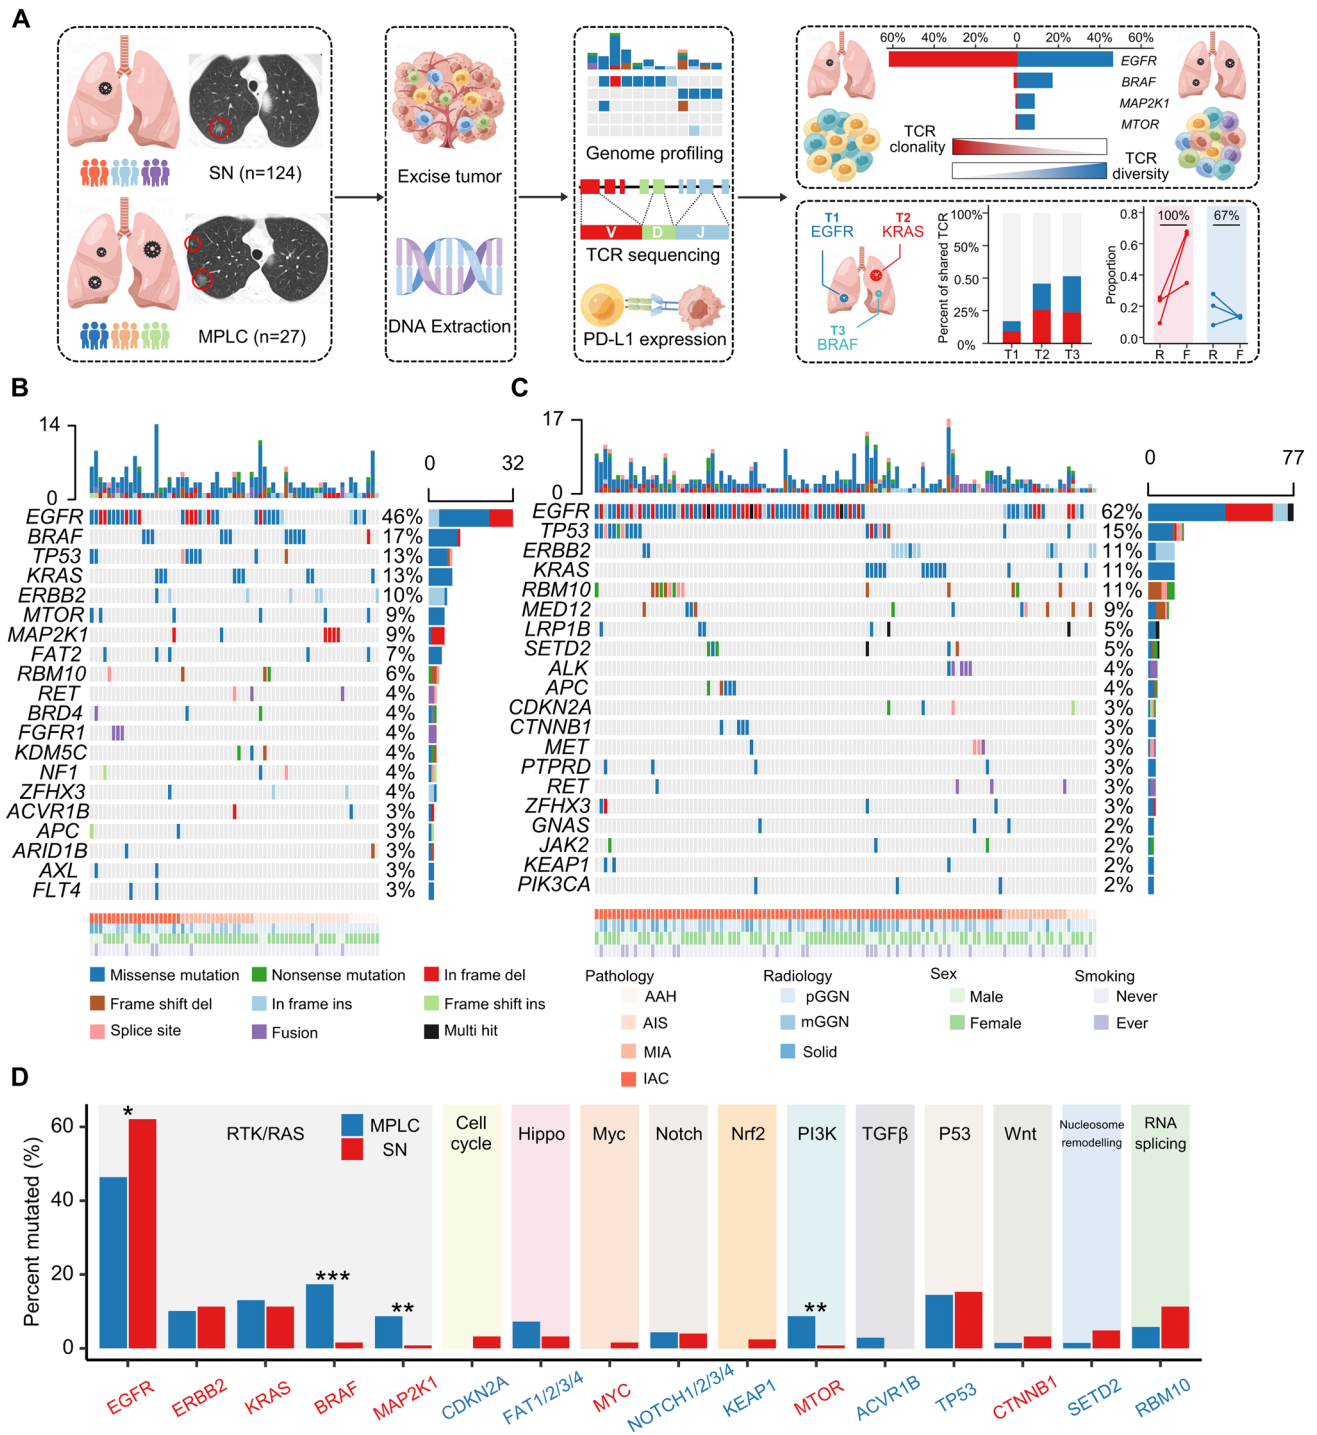 A
SN (n=124)
MPLC (n=27)
Excise tumor
DNA Extraction
Genome profiling
V D J
TCR sequencing
PD-L1 expression
60% 40% 20% 0 20% 40% 60%
EGFR
BRAF
MAP2K1
MTOR
TCR
clonality
TCR
diversity
T1
EGFR
T2
KRAS
T3
BRAF
Percent of shared TCR
100%
50%
0.50
25%
0%
T1 T2 T3
Proportion
0.8
0.6
0.4
0.2
0.0
100% 67%
R F R F
B
14
0
0 32
EGFR 46%
BRAF 17%
TP53 13%
KRAS 13%
ERBB2 10%
MTOR 9%
MAP2K1 9%
FAT2 7%
RBM10 6%
RET 4%
BRD4 4%
FGFR1 4%
KDM5C 4%
NF1 4%
ZFHX3 4%
ACVR1B 3%
APC 3%
ARID1B 3%
AXL 3%
FLT4 3%
C
17
0
0 77
EGFR 62%
TP53 15%
ERBB2 11%
KRAS 11%
RBM10 11%
MED12 9%
LRP1B 5%
SETD2 5%
ALK 4%
APC 4%
CDKN2A 3%
CTNNB1 3%
MET 3%
PTPRD 3%
RET 3%
ZFHX3 3%
GNAS 2%
JAK2 2%
KEAP1 2%
PIK3CA 2%
Missense mutation Nonsense mutation In frame del
Frame shift del In frame ins Frame shift ins
Splice site Fusion Multi hit
Pathology
AAH
AIS
MIA
IAC
Radiology
pGGN
mGGN
Solid
Sex
Male
Female
Smoking
Never
Ever
D
Percent mutated (%)
60
40
20
0
RTK/RAS
MPLC
SN
Cell
cycle
Hippo
Myc
Notch
Nrf2
PI3K
TGFβ
P53
Wnt
Nucleosome
remodelling
RNA
splicing
*
***
**
**
EGFR
ERBB2
KRAS
BRAF
MAP2K1
CDKN2A
FAT1/2/3/4
MYC
NOTCH1/2/3/4
KEAP1
MTOR
ACVR1B
TP53
CTNNB1
SETD2
RBM10